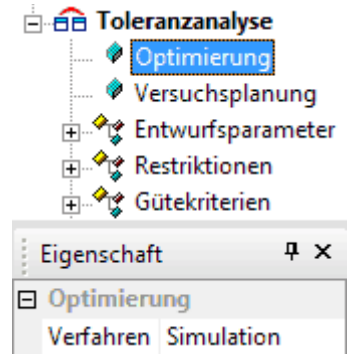 Toleranzanalyse
Optimierung
Versuchsplanung
Entwurfsparameter
Restriktionen
Gütekriterien
Eigenschaft
Optimierung
Verfahren Simulation